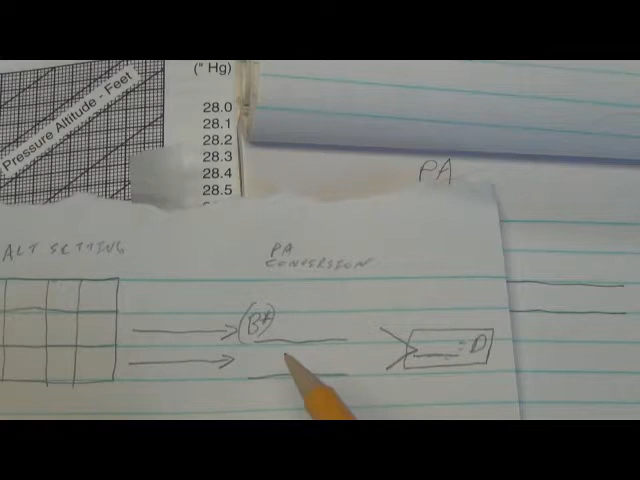 Pressure Altitude - Feet
(" Hg)
28.0
28.1
28.2
28.3
28.4
28.5
PA
ALT SETTING
PA
CONVERSION
= D